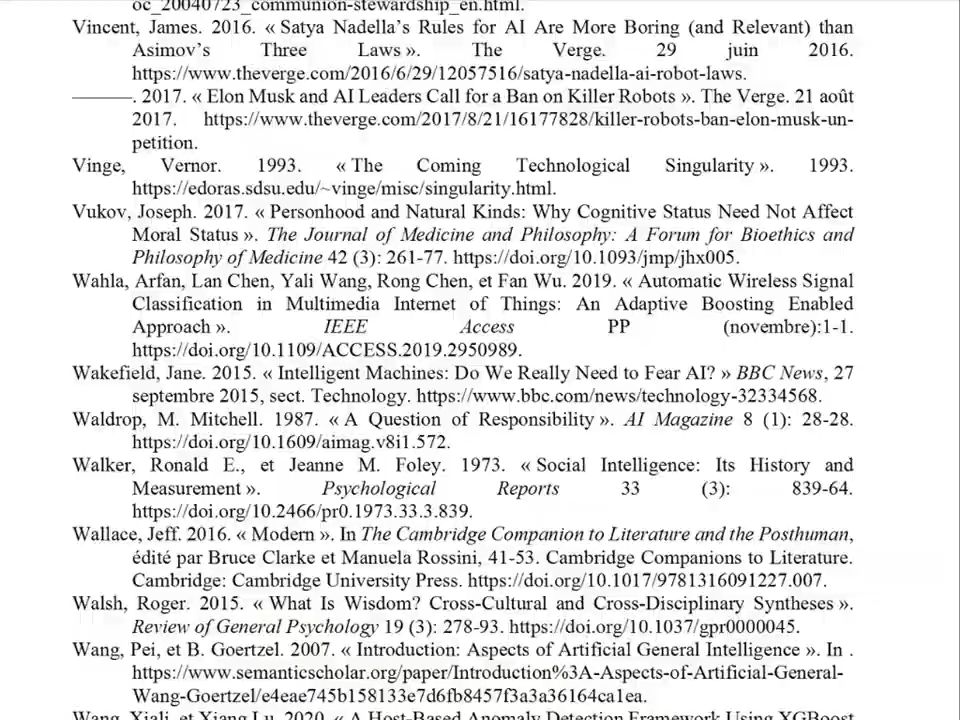 oc_20040723_communion-stewardship_en.html.
Vincent, James. 2016. « Satya Nadella’s Rules for AI Are More Boring (and Relevant) than
Asimov’s Three Laws ». The Verge. 29 juin 2016.
https://www.theverge.com/2016/6/29/12057516/satya-nadella-ai-robot-laws.
———. 2017. « Elon Musk and AI Leaders Call for a Ban on Killer Robots ». The Verge. 21 août
2017. https://www.theverge.com/2017/8/21/16177828/killer-robots-ban-elon-musk-un-
petition.
Vinge, Vernor. 1993. « The Coming Technological Singularity ». 1993.
https://edoras.sdsu.edu/~vinge/misc/singularity.html.
Vukov, Joseph. 2017. « Personhood and Natural Kinds: Why Cognitive Status Need Not Affect
Moral Status ». The Journal of Medicine and Philosophy: A Forum for Bioethics and
Philosophy of Medicine 42 (3): 261-77. https://doi.org/10.1093/jmp/jhx005.
Wahla, Arfan, Lan Chen, Yali Wang, Rong Chen, et Fan Wu. 2019. « Automatic Wireless Signal
Classification in Multimedia Internet of Things: An Adaptive Boosting Enabled
Approach ». IEEE Access PP (novembre):1-1.
https://doi.org/10.1109/ACCESS.2019.2950989.
Wakefield, Jane. 2015. « Intelligent Machines: Do We Really Need to Fear AI? » BBC News, 27
septembre 2015, sect. Technology. https://www.bbc.com/news/technology-32334568.
Waldrop, M. Mitchell. 1987. « A Question of Responsibility ». AI Magazine 8 (1): 28-28.
https://doi.org/10.1609/aimag.v8i1.572.
Walker, Ronald E., et Jeanne M. Foley. 1973. « Social Intelligence: Its History and
Measurement ». Psychological Reports 33 (3): 839-64.
https://doi.org/10.2466/pr0.1973.33.3.839.
Wallace, Jeff. 2016. « Modern ». In The Cambridge Companion to Literature and the Posthuman,
édité par Bruce Clarke et Manuela Rossini, 41-53. Cambridge Companions to Literature.
Cambridge: Cambridge University Press. https://doi.org/10.1017/9781316091227.007.
Walsh, Roger. 2015. « What Is Wisdom? Cross-Cultural and Cross-Disciplinary Syntheses ».
Review of General Psychology 19 (3): 278-93. https://doi.org/10.1037/gpr0000045.
Wang, Pei, et B. Goertzel. 2007. « Introduction: Aspects of Artificial General Intelligence ». In .
https://www.semanticscholar.org/paper/Introduction%3A-Aspects-of-Artificial-General-
Wang-Goertzel/e4eae745b158133e7d6fb8457f3a3a36164ca1ea.
Wang, Xiali, et Xiang Lu. 2020. « A Host-Based Anomaly Detection Framework Using XGBoost